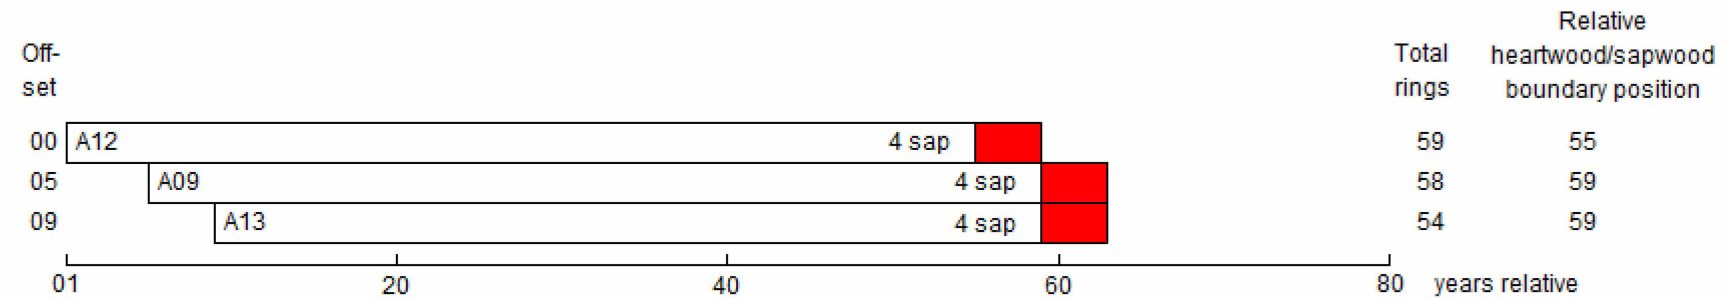 Relative
Off- Total heartwood/sapwood
set rings boundary position
00 A12 4 sap 59 55
05 A09 4 sap 58 59
09 A13 4 sap 54 59
01 20 40 60 80 years relative